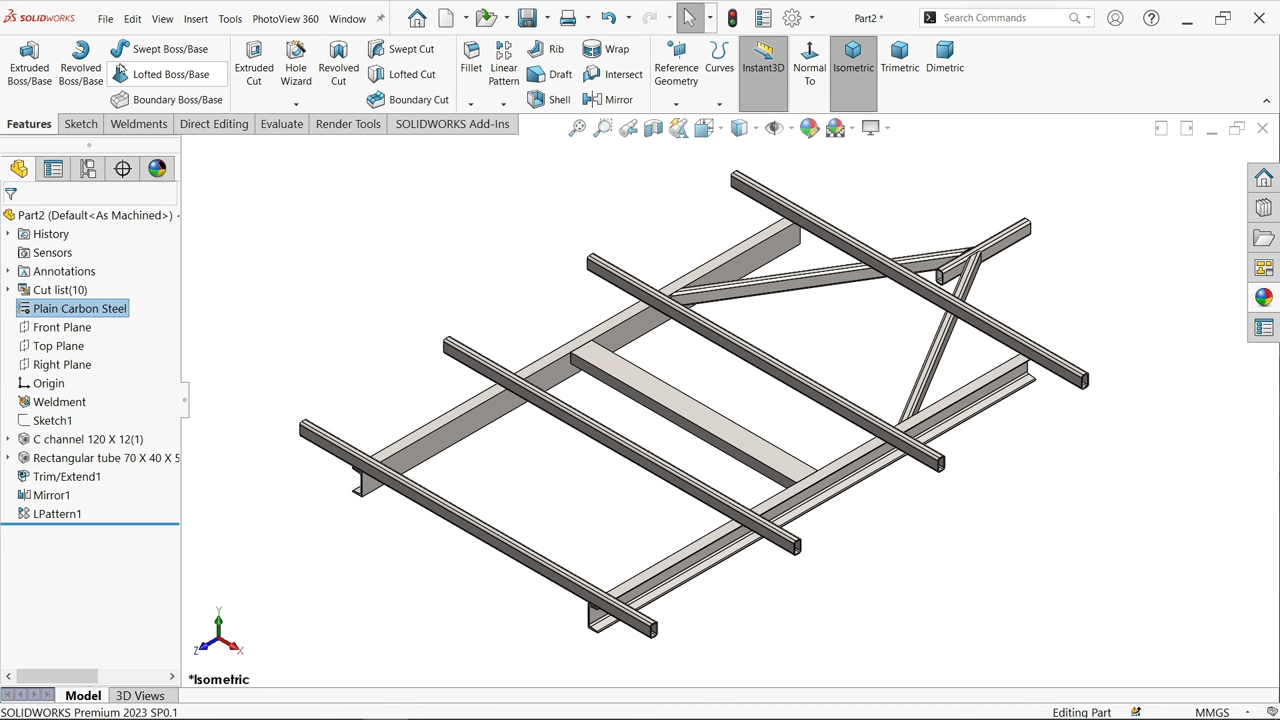 SOLIDWORKS File Edit View Insert Tools PhotoView 360 Window Part2 * Search Commands
Extruded Boss/Base
Revolved Boss/Base
Swept Boss/Base
Lofted Boss/Base
Boundary Boss/Base
Extruded Cut
Hole Wizard
Revolved Cut
Swept Cut
Lofted Cut
Boundary Cut
Fillet
Linear Pattern
Rib
Draft
Shell
Wrap
Intersect
Mirror
Reference Geometry
Curves
Instant3D
Normal To
Isometric
Trimetric
Dimetric
Features Sketch Weldments Direct Editing Evaluate Render Tools SOLIDWORKS Add-Ins
Part2 (Default<As Machined>)
History
Sensors
Annotations
Cut list(10)
Plain Carbon Steel
Front Plane
Top Plane
Right Plane
Origin
Weldment
Sketch1
C channel 120 X 12(1)
Rectangular tube 70 X 40 X 5
Trim/Extend1
Mirror1
LPattern1
Y
Z X
*Isometric
Model 3D Views
SOLIDWORKS Premium 2023 SP0.1 Editing Part MMGS